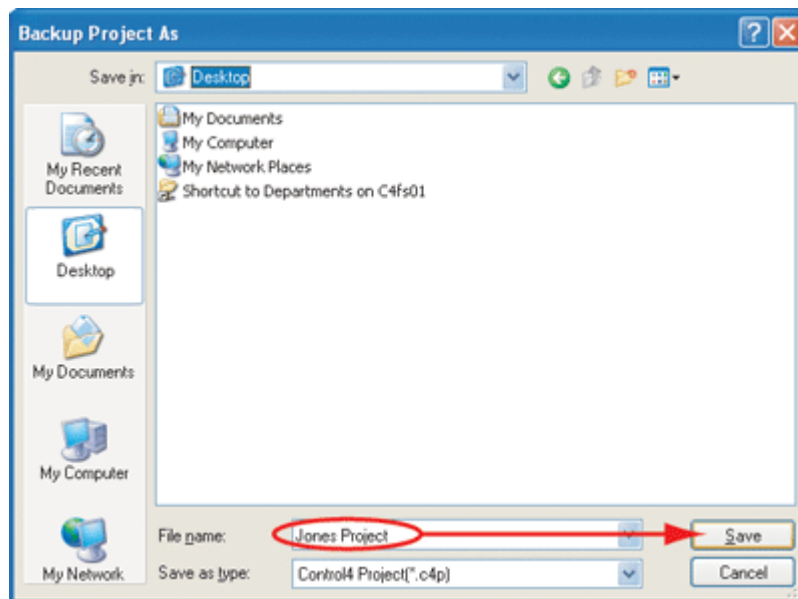 Backup Project As
Save in: Desktop
My Documents
My Computer
My Network Places
Shortcut to Departments on C4fs01
My Recent
Documents
Desktop
My Documents
My Computer
My Network
File name: Jones Project Save
Save as type: Control4 Project(*.c4p) Cancel